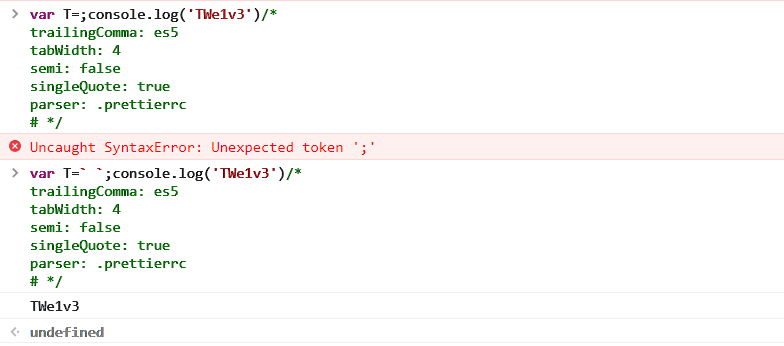 var T=;console.log('TWe1v3')/*
trailingComma: es5
tabWidth: 4
semi: false
singleQuote: true
parser: .prettierrc
# */
Uncaught SyntaxError: Unexpected token ';'
var T=` `;console.log('TWe1v3')/*
trailingComma: es5
tabWidth: 4
semi: false
singleQuote: true
parser: .prettierrc
# */
TWe1v3
undefined